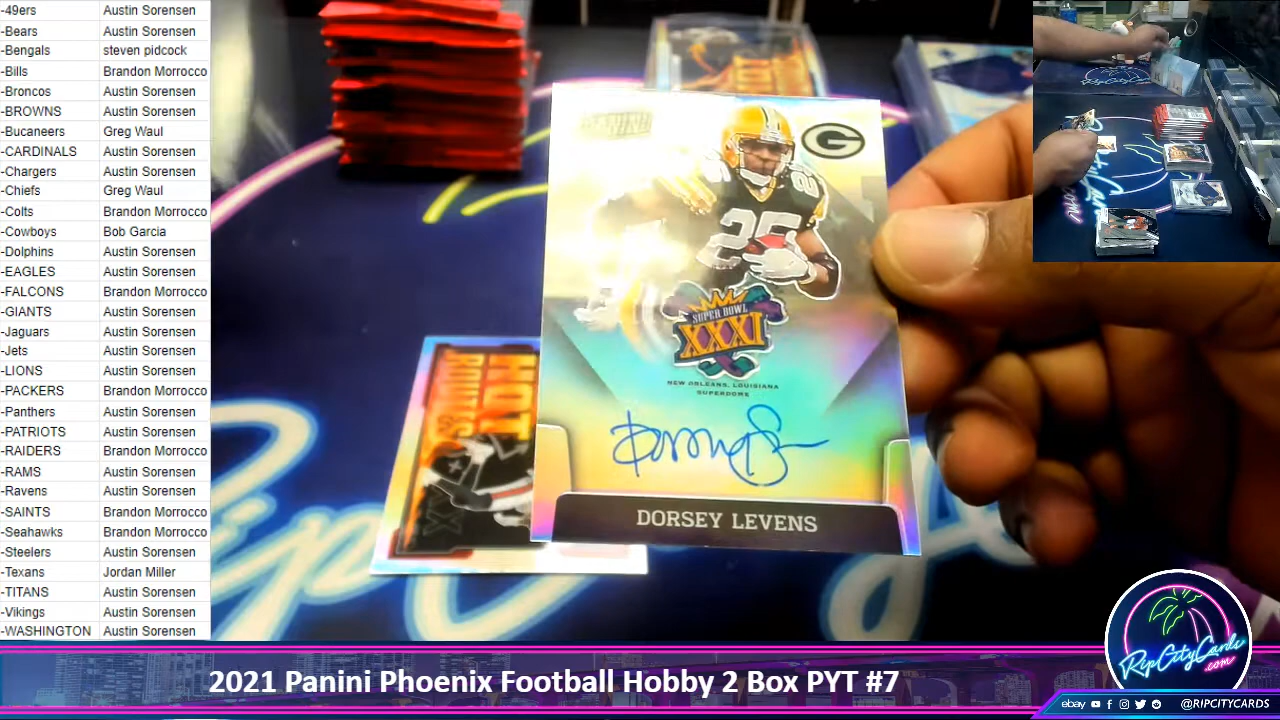 -49ers Austin Sorensen
-Bears Austin Sorensen
-Bengals steven pidcock
-Bills Brandon Morrocco
-Broncos Austin Sorensen
-BROWNS Austin Sorensen
-Bucaneers Greg Waul
-CARDINALS Austin Sorensen
-Chargers Austin Sorensen
-Chiefs Greg Waul
-Colts Brandon Morrocco
-Cowboys Bob Garcia
-Dolphins Austin Sorensen
-EAGLES Austin Sorensen
-FALCONS Brandon Morrocco
-GIANTS Austin Sorensen
-Jaguars Austin Sorensen
-Jets Austin Sorensen
-LIONS Austin Sorensen
-PACKERS Brandon Morrocco
-Panthers Austin Sorensen
-PATRIOTS Austin Sorensen
-RAIDERS Brandon Morrocco
-RAMS Austin Sorensen
-Ravens Austin Sorensen
-SAINTS Brandon Morrocco
-Seahawks Brandon Morrocco
-Steelers Austin Sorensen
-Texans Jordan Miller
-TITANS Austin Sorensen
-Vikings Austin Sorensen
-WASHINGTON Austin Sorensen
PANINI
G
25
25
SUPER BOWL
XXXI
NEW ORLEANS, LOUISIANA
SUPERDOME
DORSEY LEVENS
HOT
ROUTES
RipCityCards
.com
2021 Panini Phoenix Football Hobby 2 Box PYT #7
ebay @RIPCITYCARDS